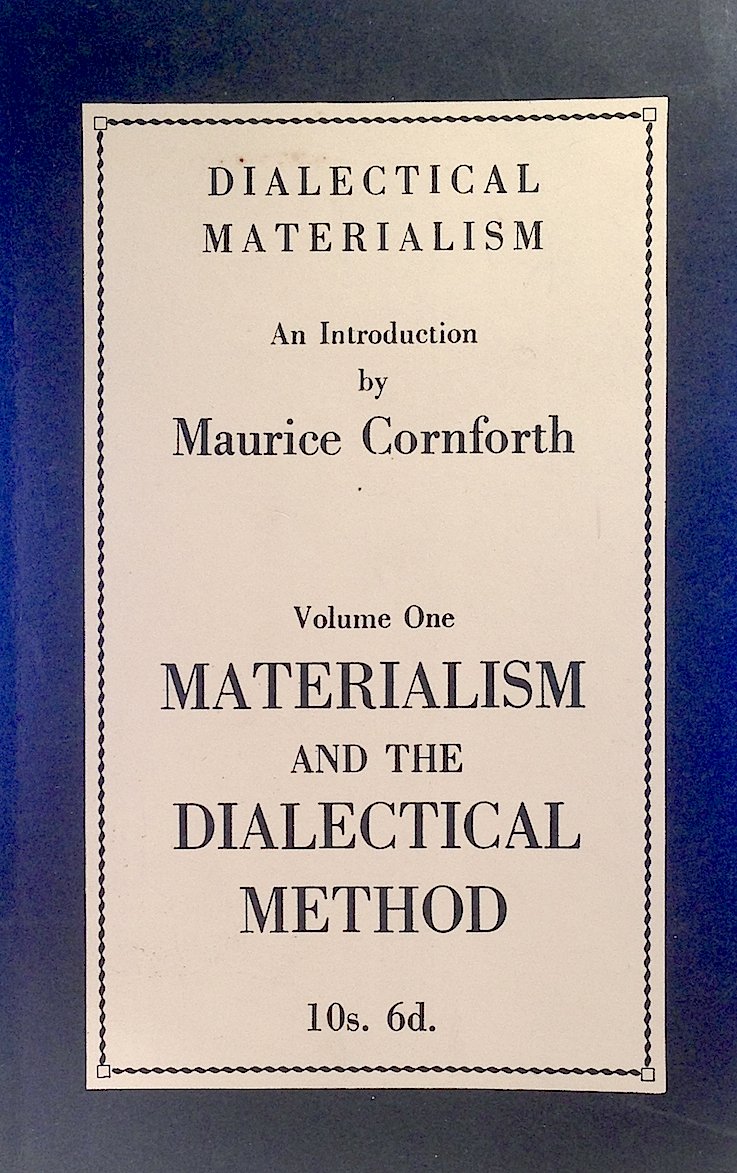 DIALECTICAL
MATERIALISM
An Introduction
by
Maurice Cornforth
Volume One
MATERIALISM
AND THE
DIALECTICAL
METHOD
10s. 6d.